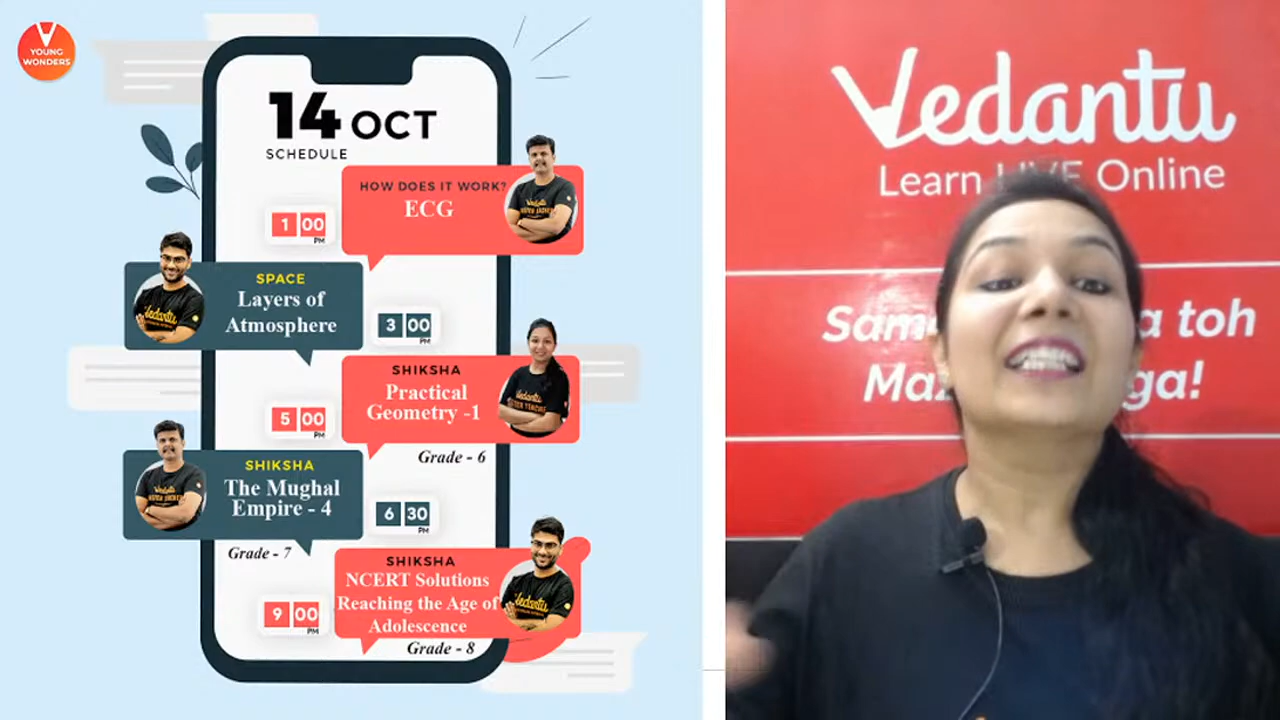 YOUNG
WONDERS
14 OCT
SCHEDULE
HOW DOES IT WORK?
ECG
1 00
PM
SPACE
Layers of
Atmosphere
3 00
PM
SHIKSHA
Practical
Geometry -1
5 00
PM
Grade - 6
SHIKSHA
The Mughal
Empire - 4
6 30
PM
Grade - 7
SHIKSHA
NCERT Solutions
Reaching the Age of
Adolescence
9 00
PM
Grade - 8
Vedantu
Learn LIVE Online
a toh
ga!